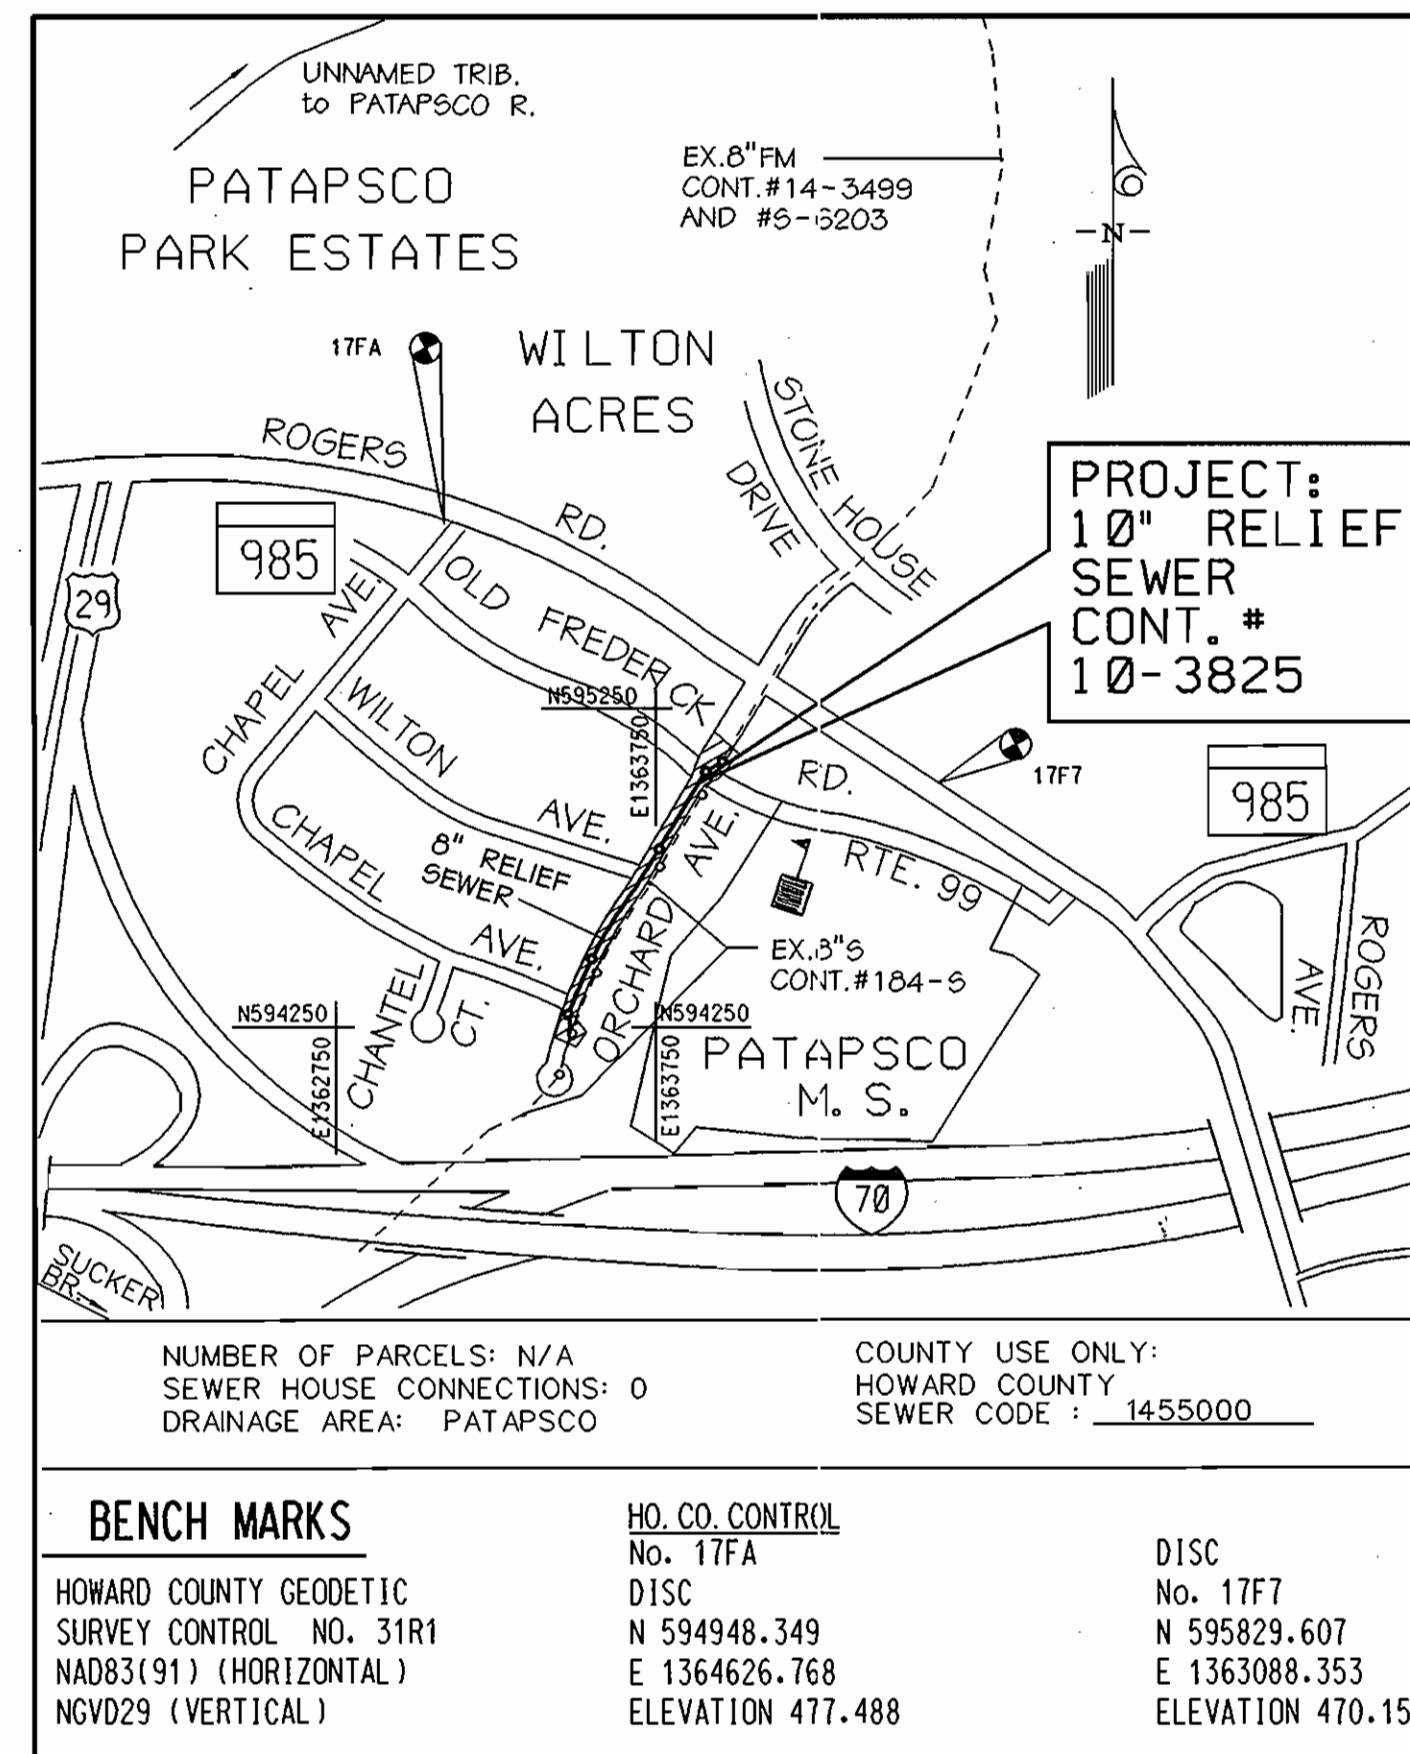 UNNAMED TRIB.
to PATAPSCO R.
PATAPSCO
PARK ESTATES
EX.8"FM
CONT.#14-3499
AND #S-6203
-N-
17FA
WILTON
ACRES
ROGERS
RD.
STONE HOUSE
DRIVE
PROJECT:
10" RELIEF
SEWER
CONT. #
10-3825
985
29
OLD FREDERICK
RD.
RTE. 99
CHAPEL
AVE.
WILTON
AVE.
N595250
E1363750
17F7
985
CHAPEL
AVE.
8" RELIEF
SEWER
ORCHARD
AVE.
EX.8"S
CONT.#184-S
ROGERS
AVE.
CHANTEL
CT.
N594250
E1362750
N594250
E1363750
PATAPSCO
M. S.
70
SUCKER
BR.
NUMBER OF PARCELS: N/A
SEWER HOUSE CONNECTIONS: 0
DRAINAGE AREA: PATAPSCO
COUNTY USE ONLY:
HOWARD COUNTY
SEWER CODE : 1455000
BENCH MARKS
HOWARD COUNTY GEODETIC
SURVEY CONTROL NO. 31R1
NAD83(91) (HORIZONTAL)
NGVD29 (VERTICAL)
HO. CO. CONTROL
No. 17FA
DISC
N 594948.349
E 1364626.768
ELEVATION 477.488
DISC
No. 17F7
N 595829.607
E 1363088.353
ELEVATION 470.15